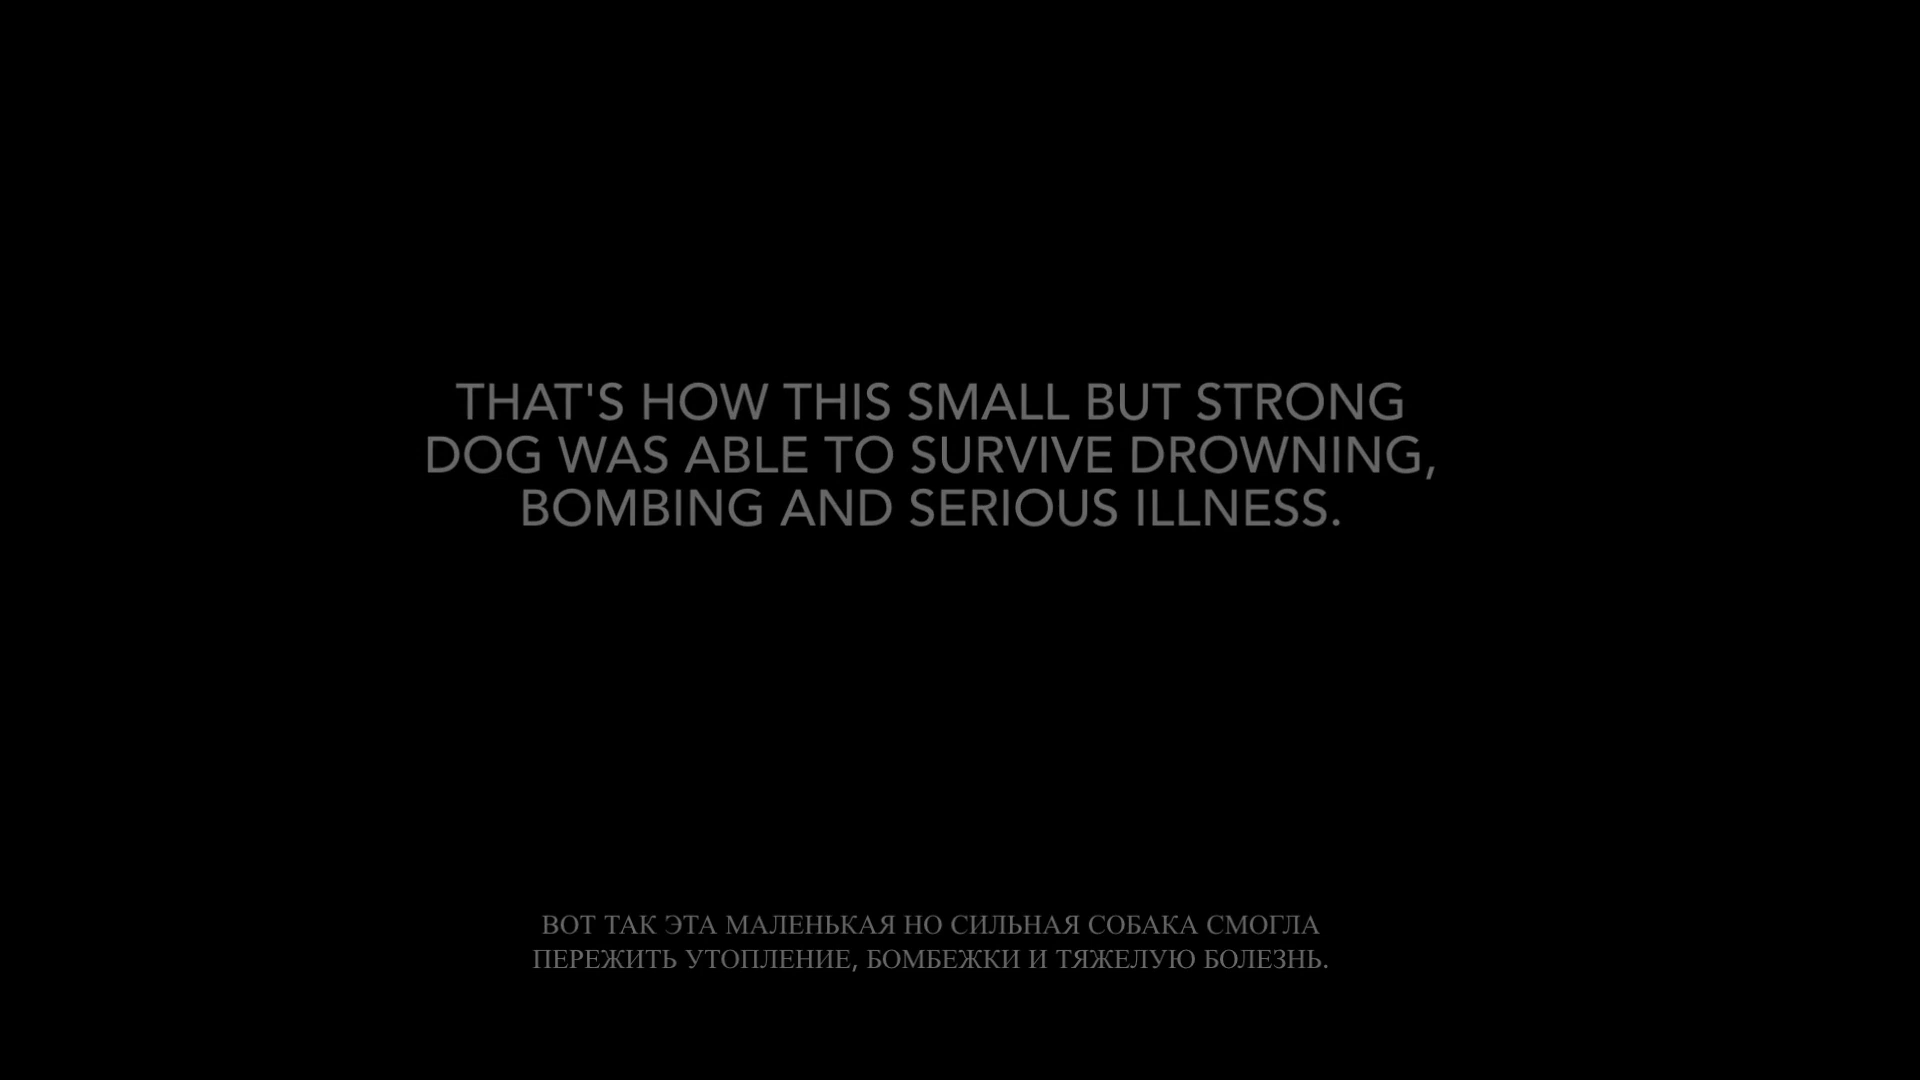 THAT'S HOW THIS SMALL BUT STRONG
DOG WAS ABLE TO SURVIVE DROWNING,
BOMBING AND SERIOUS ILLNESS.
ВОТ ТАК ЭТА МАЛЕНЬКАЯ НО СИЛЬНАЯ СОБАКА СМОГЛА
ПЕРЕЖИТЬ УТОПЛЕНИЕ, БОМБЕЖКИ И ТЯЖЕЛУЮ БОЛЕЗНЬ.